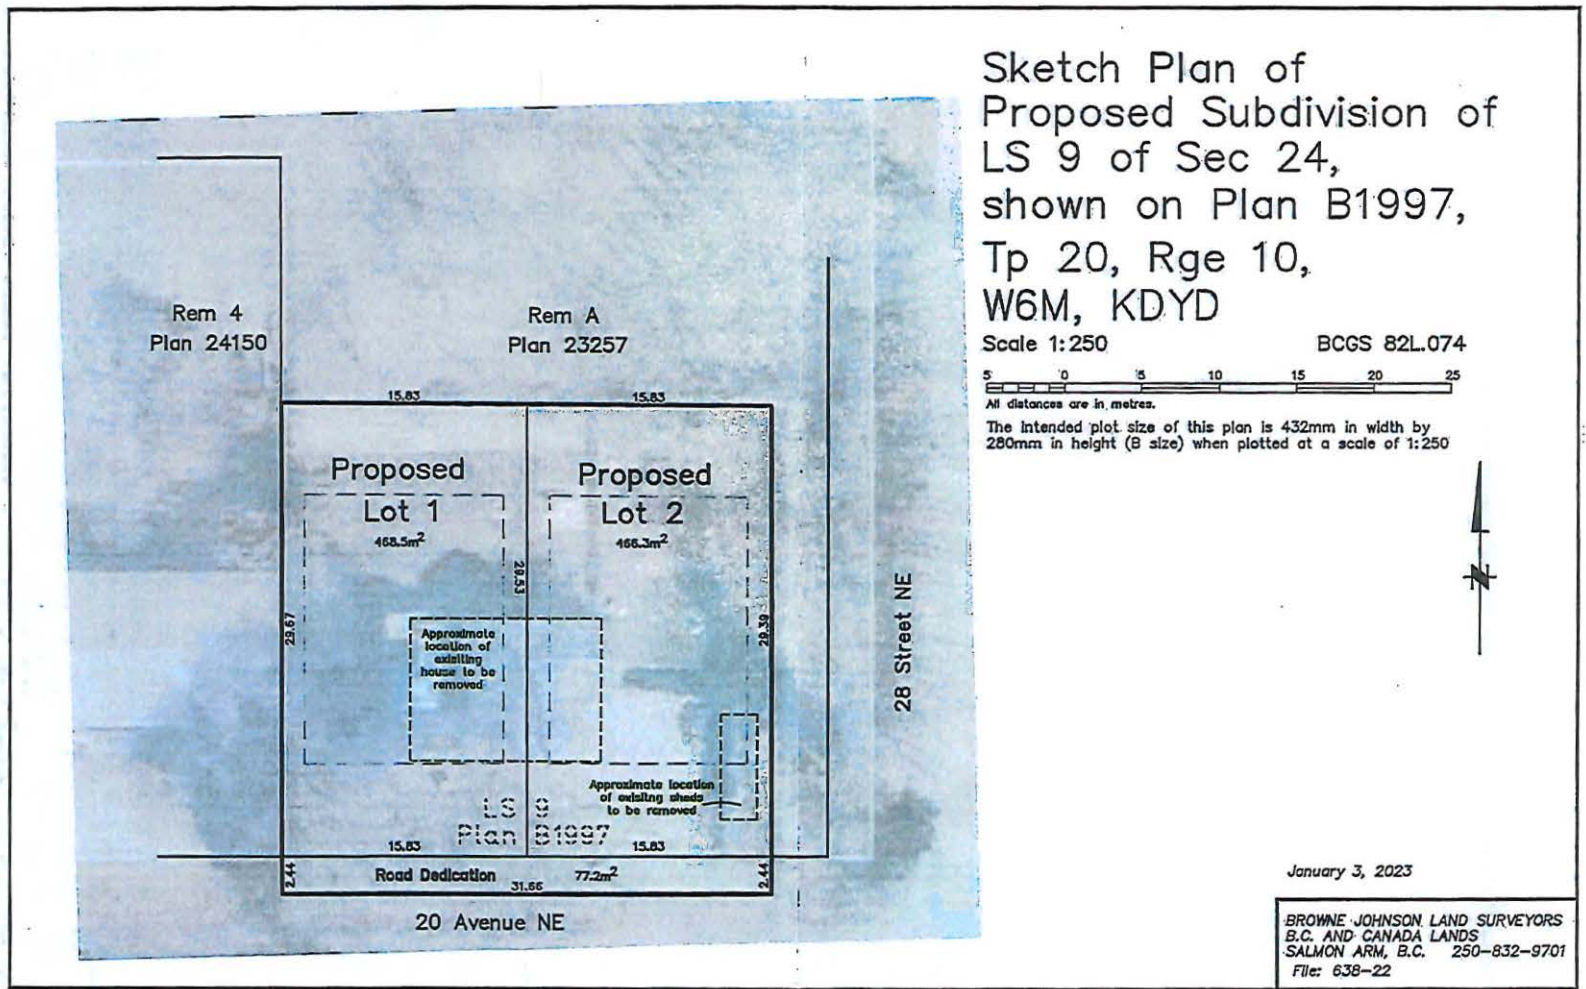 Sketch Plan of
Proposed Subdivision of
LS 9 of Sec 24,
shown on Plan B1997,
Tp 20, Rge 10,
W6M, KDYD
Scale 1:250
BCGS 82L.074
5 0 5 10 15 20 25
All distances are in metres.
The intended plot size of this plan is 432mm in width by
280mm in height (B size) when plotted at a scale of 1:250
Rem 4
Plan 24150
Rem A
Plan 23257
15.83
15.83
Proposed
Lot 1
468.5m²
Proposed
Lot 2
466.3m²
29.53
29.67
29.39
Approximate
location of
exisiting
house to be
removed
28 Street NE
Approximate location
of exisitng sheds
to be removed
LS 9
Plan B1997
15.83
15.83
2.44
Road Dedication
77.2m²
2.44
31.66
20 Avenue NE
N
January 3, 2023
BROWNE JOHNSON LAND SURVEYORS
B.C. AND CANADA LANDS
SALMON ARM, B.C. 250-832-9701
File: 638-22